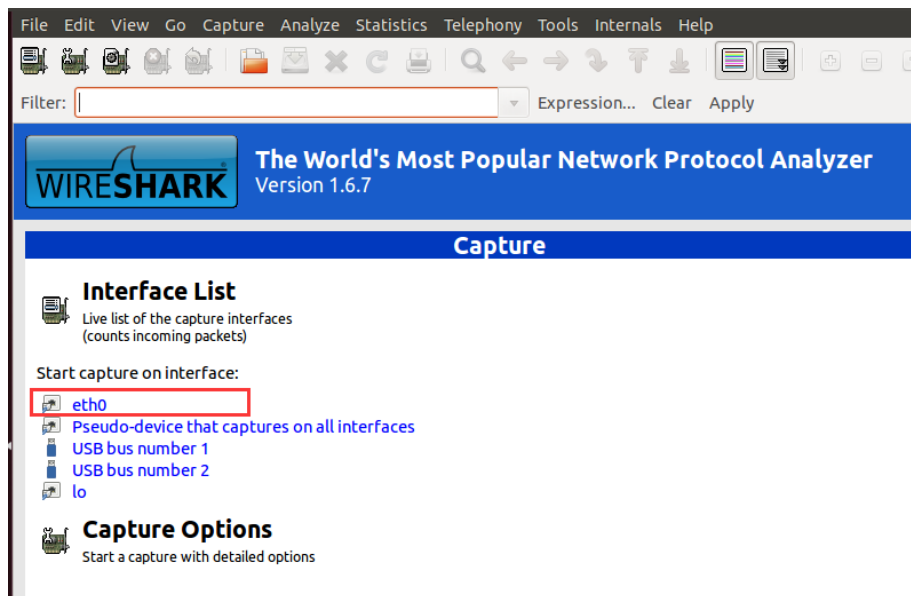 File Edit View Go Capture Analyze Statistics Telephony Tools Internals Help
Filter: Expression... Clear Apply
WIRESHARK
The World's Most Popular Network Protocol Analyzer
Version 1.6.7
Capture
Interface List
Live list of the capture interfaces
(counts incoming packets)
Start capture on interface:
eth0
Pseudo-device that captures on all interfaces
USB bus number 1
USB bus number 2
lo
Capture Options
Start a capture with detailed options